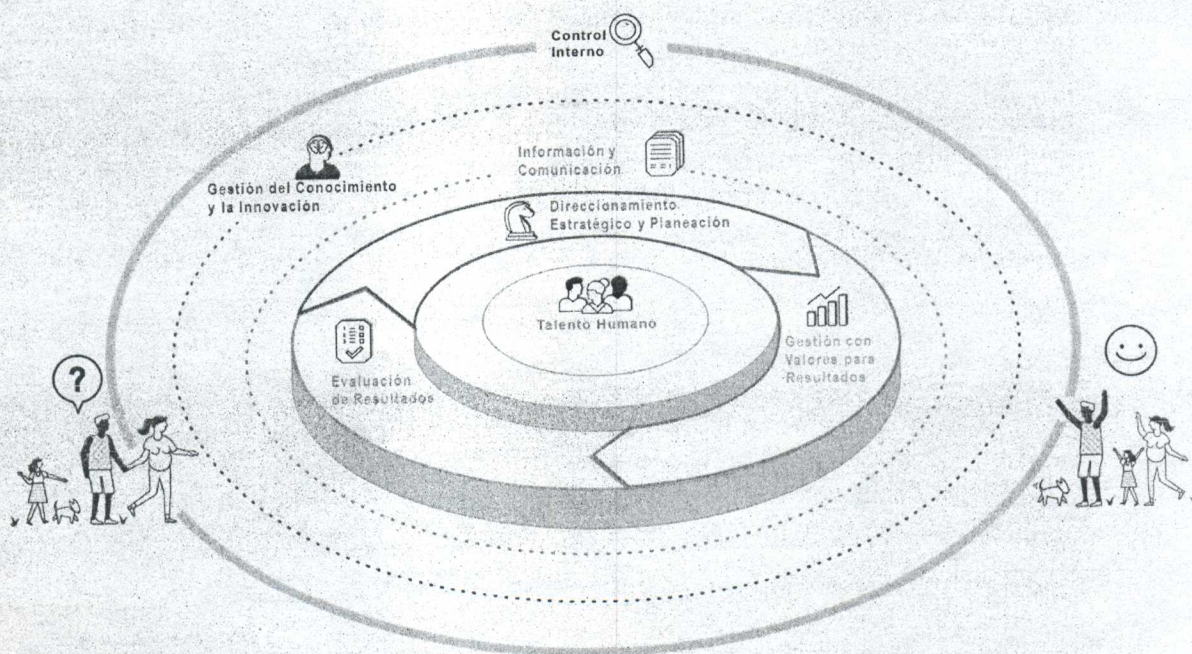 Control
Interno
Gestión del Conocimiento
y la Innovación
Información y
Comunicación
Direccionamiento
Estratégico y Planeación
Talento Humano
Gestión con
Valores para
Resultados
Evaluación
de Resultados
?